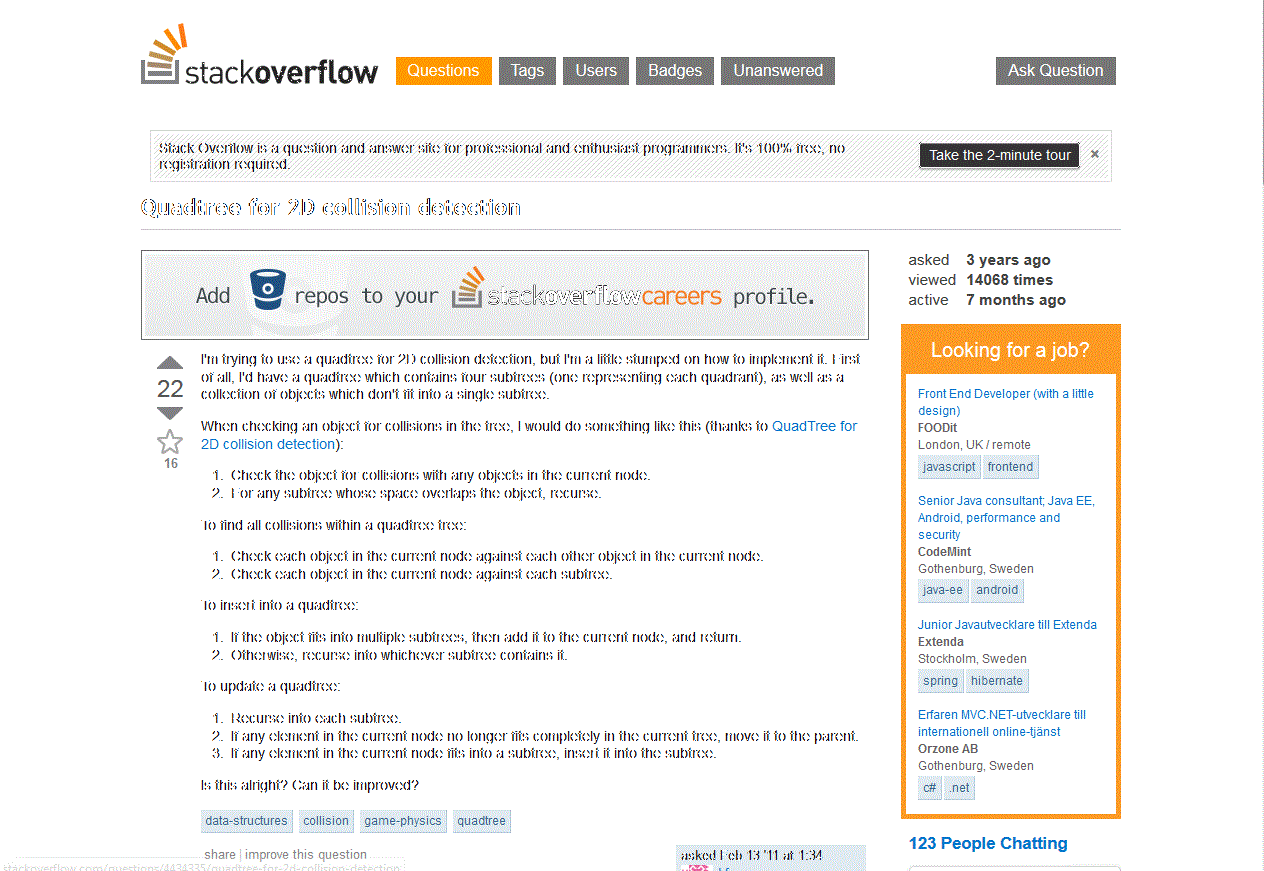 stackoverflow
Questions
Tags
Users
Badges
Unanswered
Ask Question
Stack Overflow is a question and answer site for professional and enthusiast programmers. It's 100% free, no
registration required.
Take the 2-minute tour
×
Quadtree for 2D collision detection
Add repos to your stackoverflowcareers profile.
22
16
I'm trying to use a quadtree for 2D collision detection, but I'm a little stumped on how to implement it. First
of all, I'd have a quadtree which contains four subtrees (one representing each quadrant), as well as a
collection of objects which don't fit into a single subtree.
When checking an object for collisions in the tree, I would do something like this (thanks to QuadTree for
2D collision detection):
1. Check the object for collisions with any objects in the current node.
2. For any subtree whose space overlaps the object, recurse.
To find all collisions within a quadtree tree:
1. Check each object in the current node against each other object in the current node.
2. Check each object in the current node against each subtree.
To insert into a quadtree:
1. If the object fits into multiple subtrees, then add it to the current node, and return.
2. Otherwise, recurse into whichever subtree contains it.
To update a quadtree:
1. Recurse into each subtree.
2. If any element in the current node no longer fits completely in the current tree, move it to the parent.
3. If any element in the current node fits into a subtree, insert it into the subtree.
Is this alright? Can it be improved?
data-structures collision game-physics quadtree
share | improve this question
asked Feb 13 '11 at 1:34
stackoverflow.com/questions/4434335/quadtree-for-2d-collision-detection
asked 3 years ago
viewed 14068 times
active 7 months ago
Looking for a job?
Front End Developer (with a little
design)
FOODit
London, UK / remote
javascript frontend
Senior Java consultant; Java EE,
Android, performance and
security
CodeMint
Gothenburg, Sweden
java-ee android
Junior Javautvecklare till Extenda
Extenda
Stockholm, Sweden
spring hibernate
Erfaren MVC.NET-utvecklare till
internationell online-tjänst
Orzone AB
Gothenburg, Sweden
c# .net
123 People Chatting